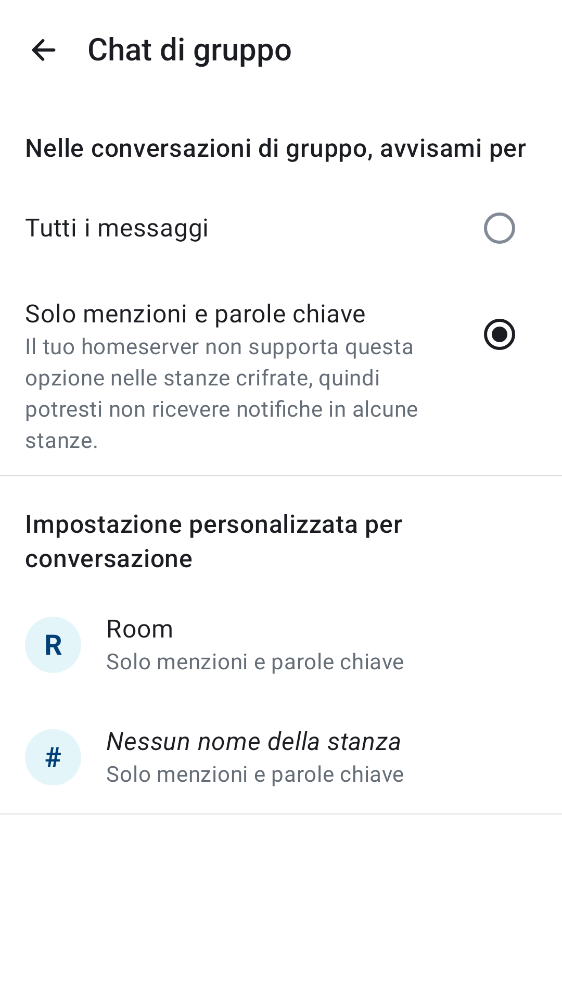 Chat di gruppo
Nelle conversazioni di gruppo, avvisami per
Tutti i messaggi
Solo menzioni e parole chiave
Il tuo homeserver non supporta questa
opzione nelle stanze crifrate, quindi
potresti non ricevere notifiche in alcune
stanze.
Impostazione personalizzata per
conversazione
R
Room
Solo menzioni e parole chiave
#
Nessun nome della stanza
Solo menzioni e parole chiave